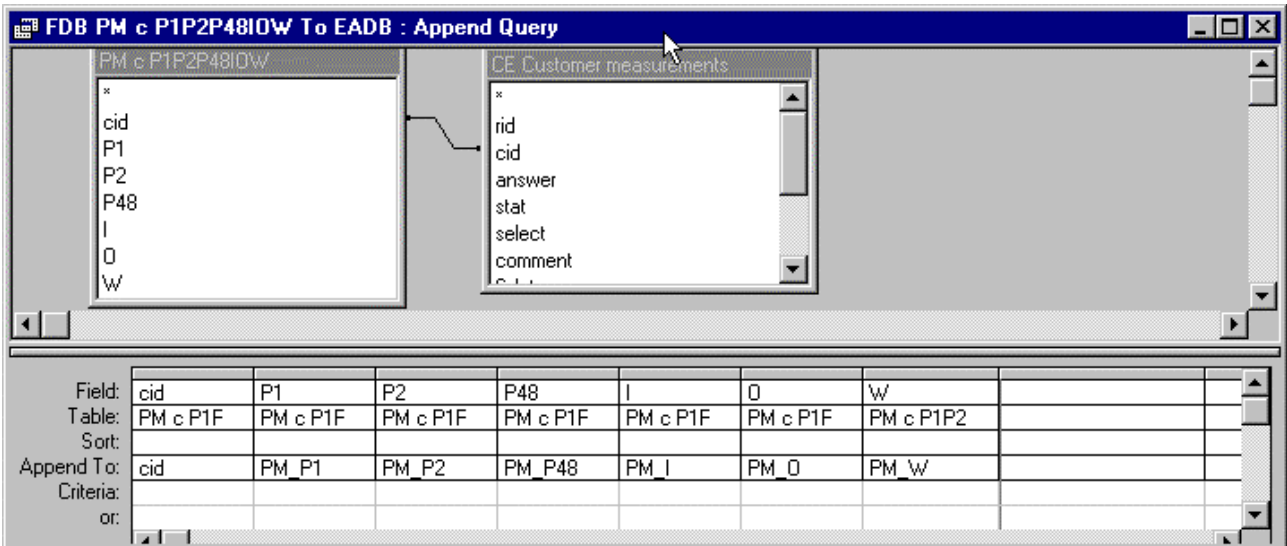 FDB PM c P1P2P48IOW To EADB : Append Query
PM c P1P2P48IOW
*
cid
P1
P2
P48
I
O
W
CE Customer measurements
*
rid
cid
answer
stat
select
comment
Field: cid P1 P2 P48 I O W
Table: PM c P1F PM c P1F PM c P1F PM c P1F PM c P1F PM c P1F PM c P1P2
Sort:
Append To: cid PM_P1 PM_P2 PM_P48 PM_I PM_O PM_W
Criteria:
or: